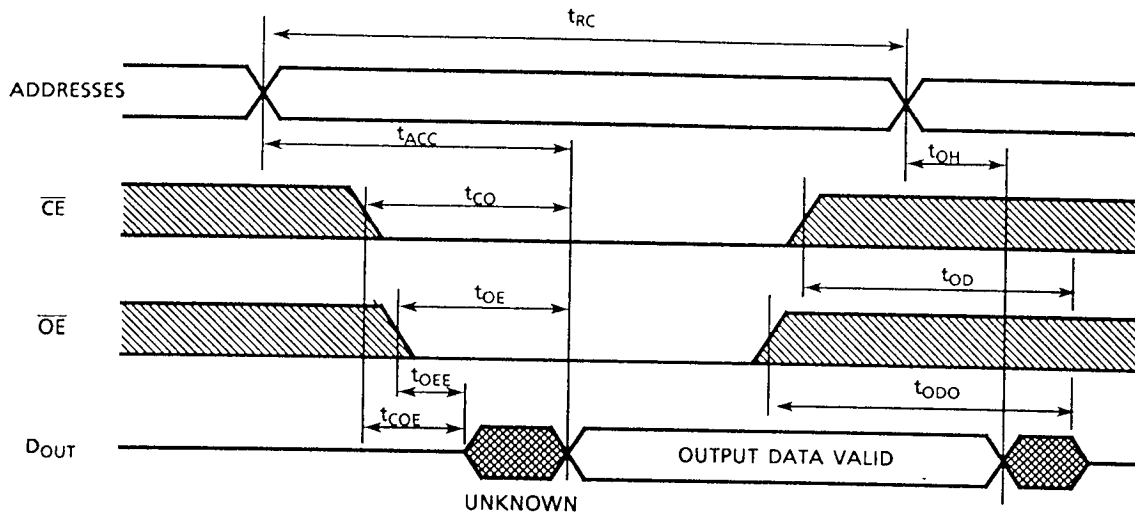 tRC
ADDRESSES
tACC
tOH
CE
tCO
tOD
OE
tOE
tOEE
tODO
tCOE
DOUT
OUTPUT DATA VALID
UNKNOWN